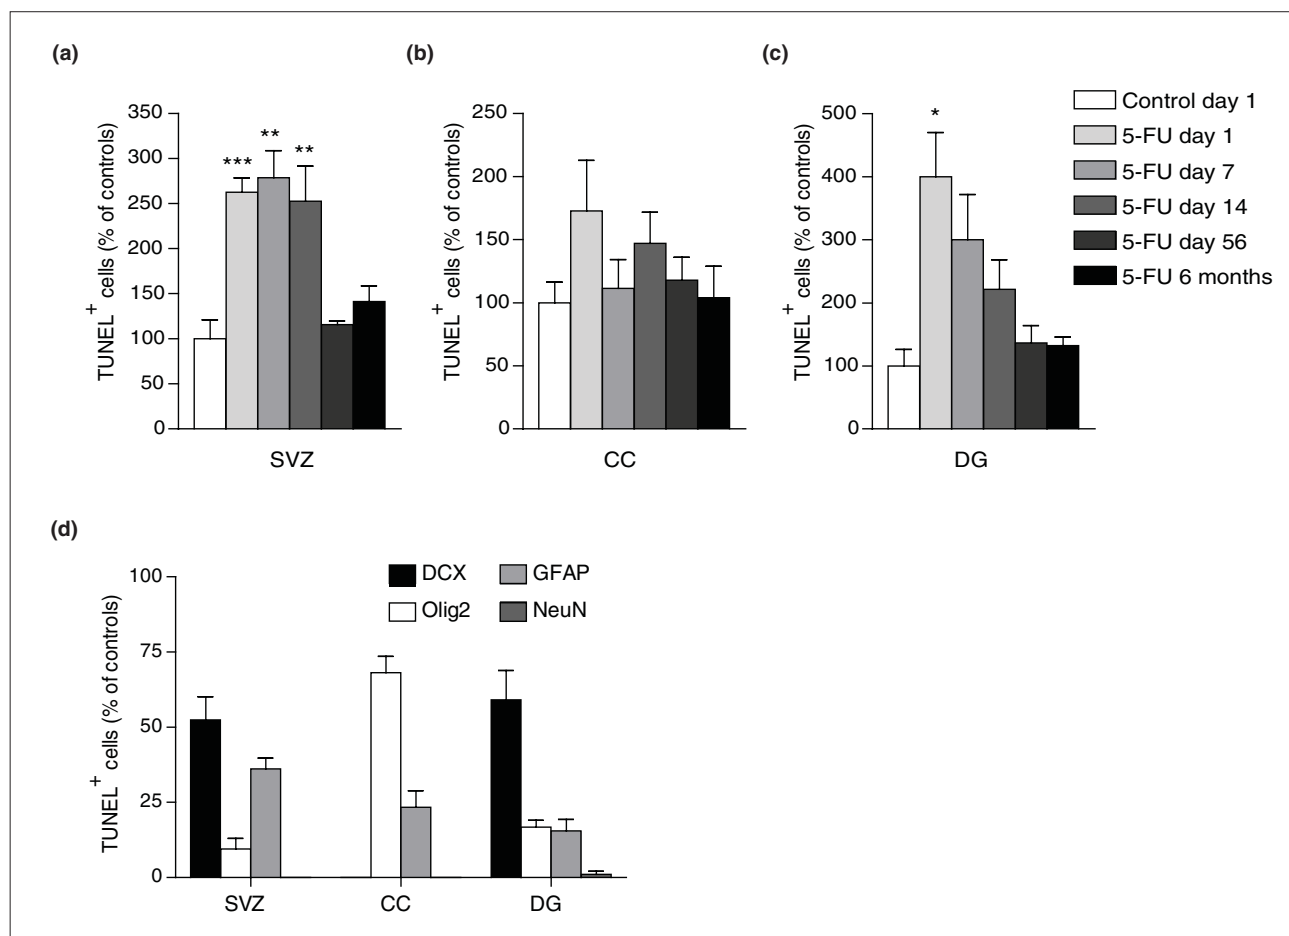 (a)
(b)
(c)
350
300
250
200
150
100
50
0
TUNEL+ cells (% of controls)
***
**
**
SVZ
250
200
150
100
50
0
TUNEL+ cells (% of controls)
CC
500
400
300
200
100
0
TUNEL+ cells (% of controls)
*
DG
Control day 1
5-FU day 1
5-FU day 7
5-FU day 14
5-FU day 56
5-FU 6 months
(d)
100
75
50
25
0
TUNEL+ cells (% of controls)
DCX GFAP
Olig2 NeuN
SVZ CC DG